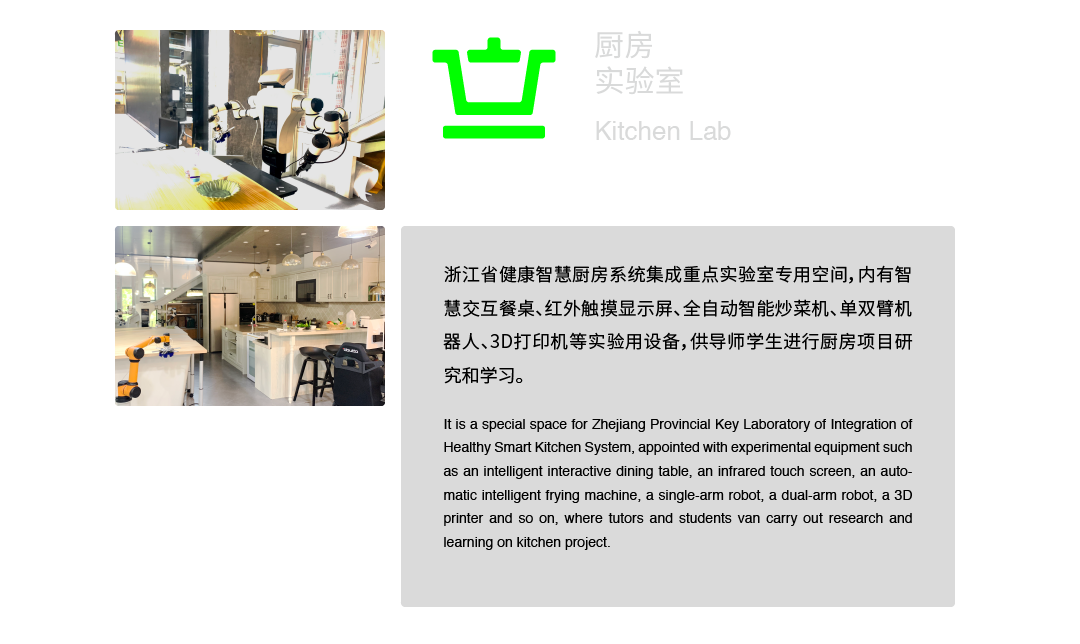 厨房
实验室
Kitchen Lab
浙江省健康智慧厨房系统集成重点实验室专用空间，内有智
慧交互餐桌、红外触摸显示屏、全自动智能炒菜机、单双臂机
器人、3D打印机等实验用设备，供导师学生进行厨房项目研
究和学习。
It is a special space for Zhejiang Provincial Key Laboratory of Integration of
Healthy Smart Kitchen System, appointed with experimental equipment such
as an intelligent interactive dining table, an infrared touch screen, an auto-
matic intelligent frying machine, a single-arm robot, a dual-arm robot, a 3D
printer and so on, where tutors and students van carry out research and
learning on kitchen project.